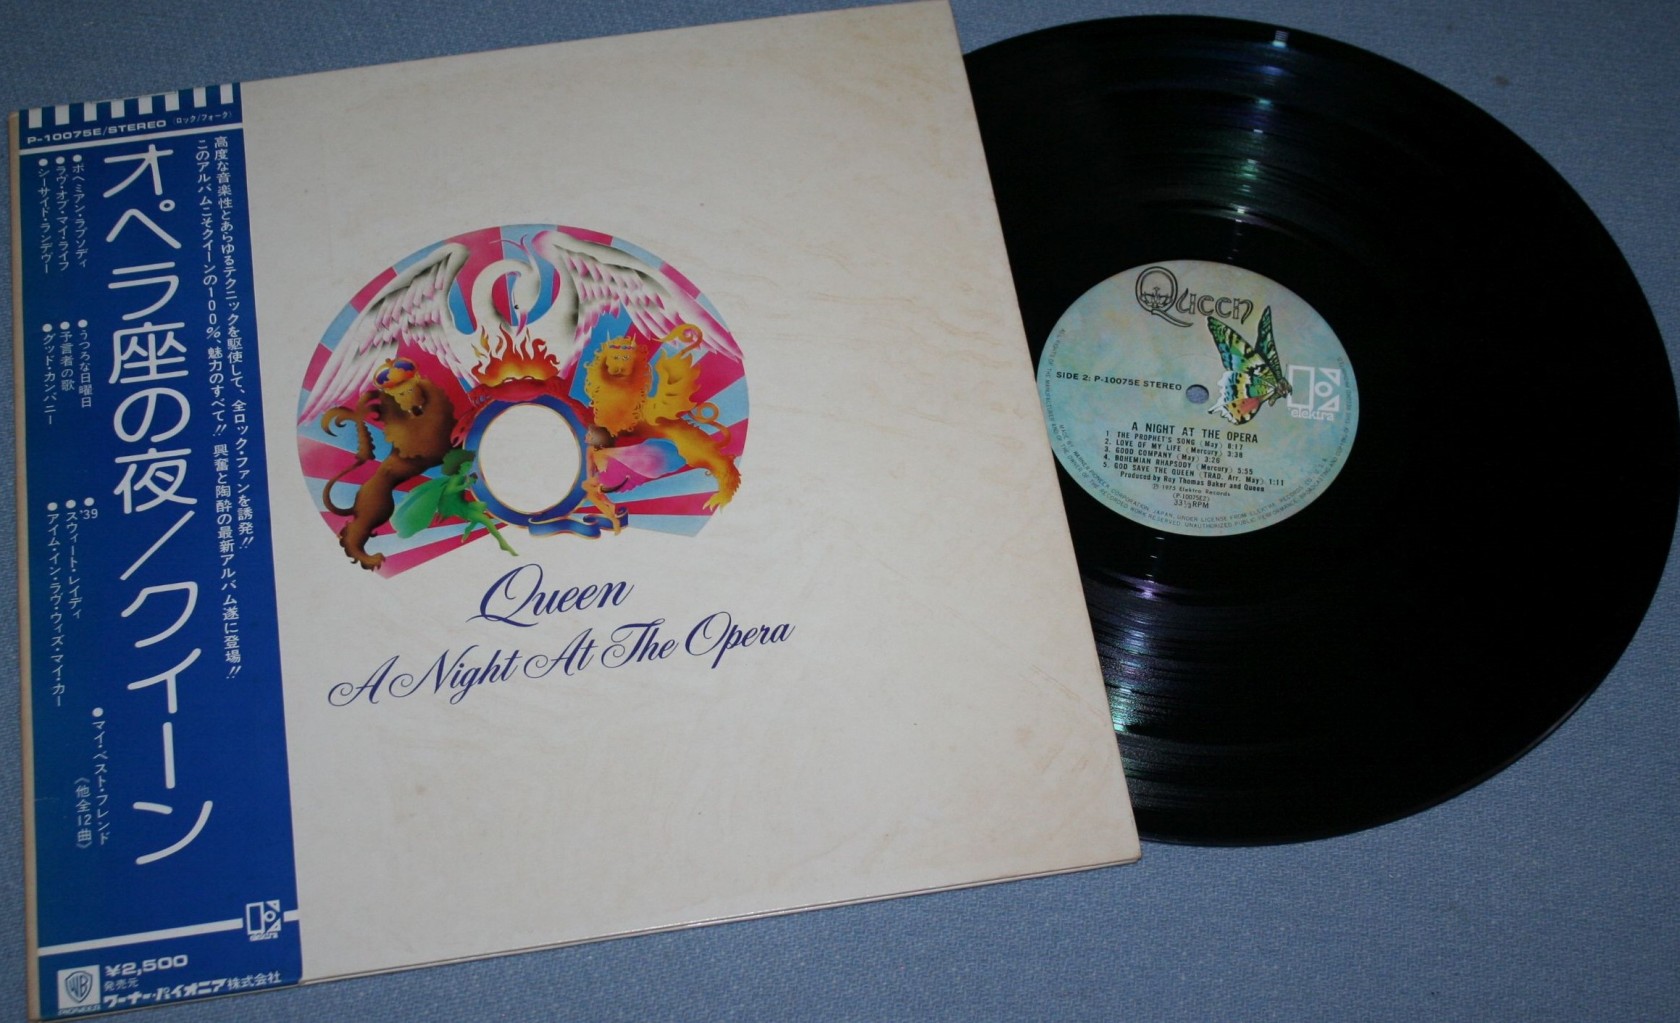 P-10075E/STEREO (ロック/フォーク)
高度な音楽性とあらゆるテクニックを駆使して、全ロック・ファンを誘発!!
このアルバムこそクイーンの100%、魅力のすべて!! 興奮と陶酔の最新アルバム遂に登場!!
オペラ座の夜/クイーン
●ボヘミアン・ラプソディ
●ラヴ・オブ・マイ・ライフ
●シーサイド・ランデヴー
●うつろな日曜日
●予言者の歌
●グッド・カンパニー
●'39
●スウィート・レイディ
●アイム・イン・ラヴ・ウィズ・マイ・カー
●マイ・ベスト・フレンド
《他全12曲》
elektra
¥2,500
発売元
ワーナー・パイオニア株式会社
WB
PIONEER
Queen
A Night At The Opera
Queen
SIDE 2: P-10075E STEREO
elektra
A NIGHT AT THE OPERA
1. THE PROPHET'S SONG (May) 8:17
2. LOVE OF MY LIFE (Mercury) 3:38
3. GOOD COMPANY (May) 3:26
4. BOHEMIAN RHAPSODY (Mercury) 5:55
5. GOD SAVE THE QUEEN (TRAD. Arr. May) 1:11
Produced by Roy Thomas Baker and Queen
Ⓟ 1975 Elektra Records
(P-10075E2)
33 1/3 RPM